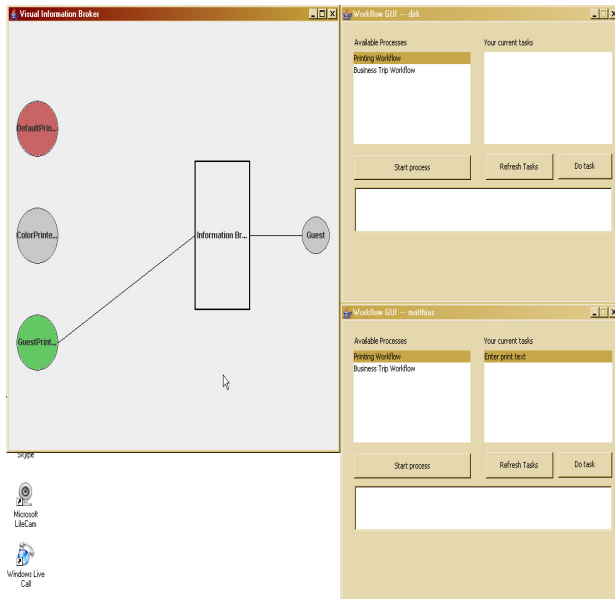 Visual Information Broker
DefaultPrin...
ColorPrinte...
Information Br...
Guest
GuestPrint...
Skype
Microsoft
LifeCam
Windows Live
Call
Workflow GUI --- dirk
Available Processes
Your current tasks
Printing Workflow
Business Trip Workflow
Start process
Refresh Tasks
Do task
Workflow GUI --- matthias
Available Processes
Your current tasks
Printing Workflow
Enter print text
Business Trip Workflow
Start process
Refresh Tasks
Do task